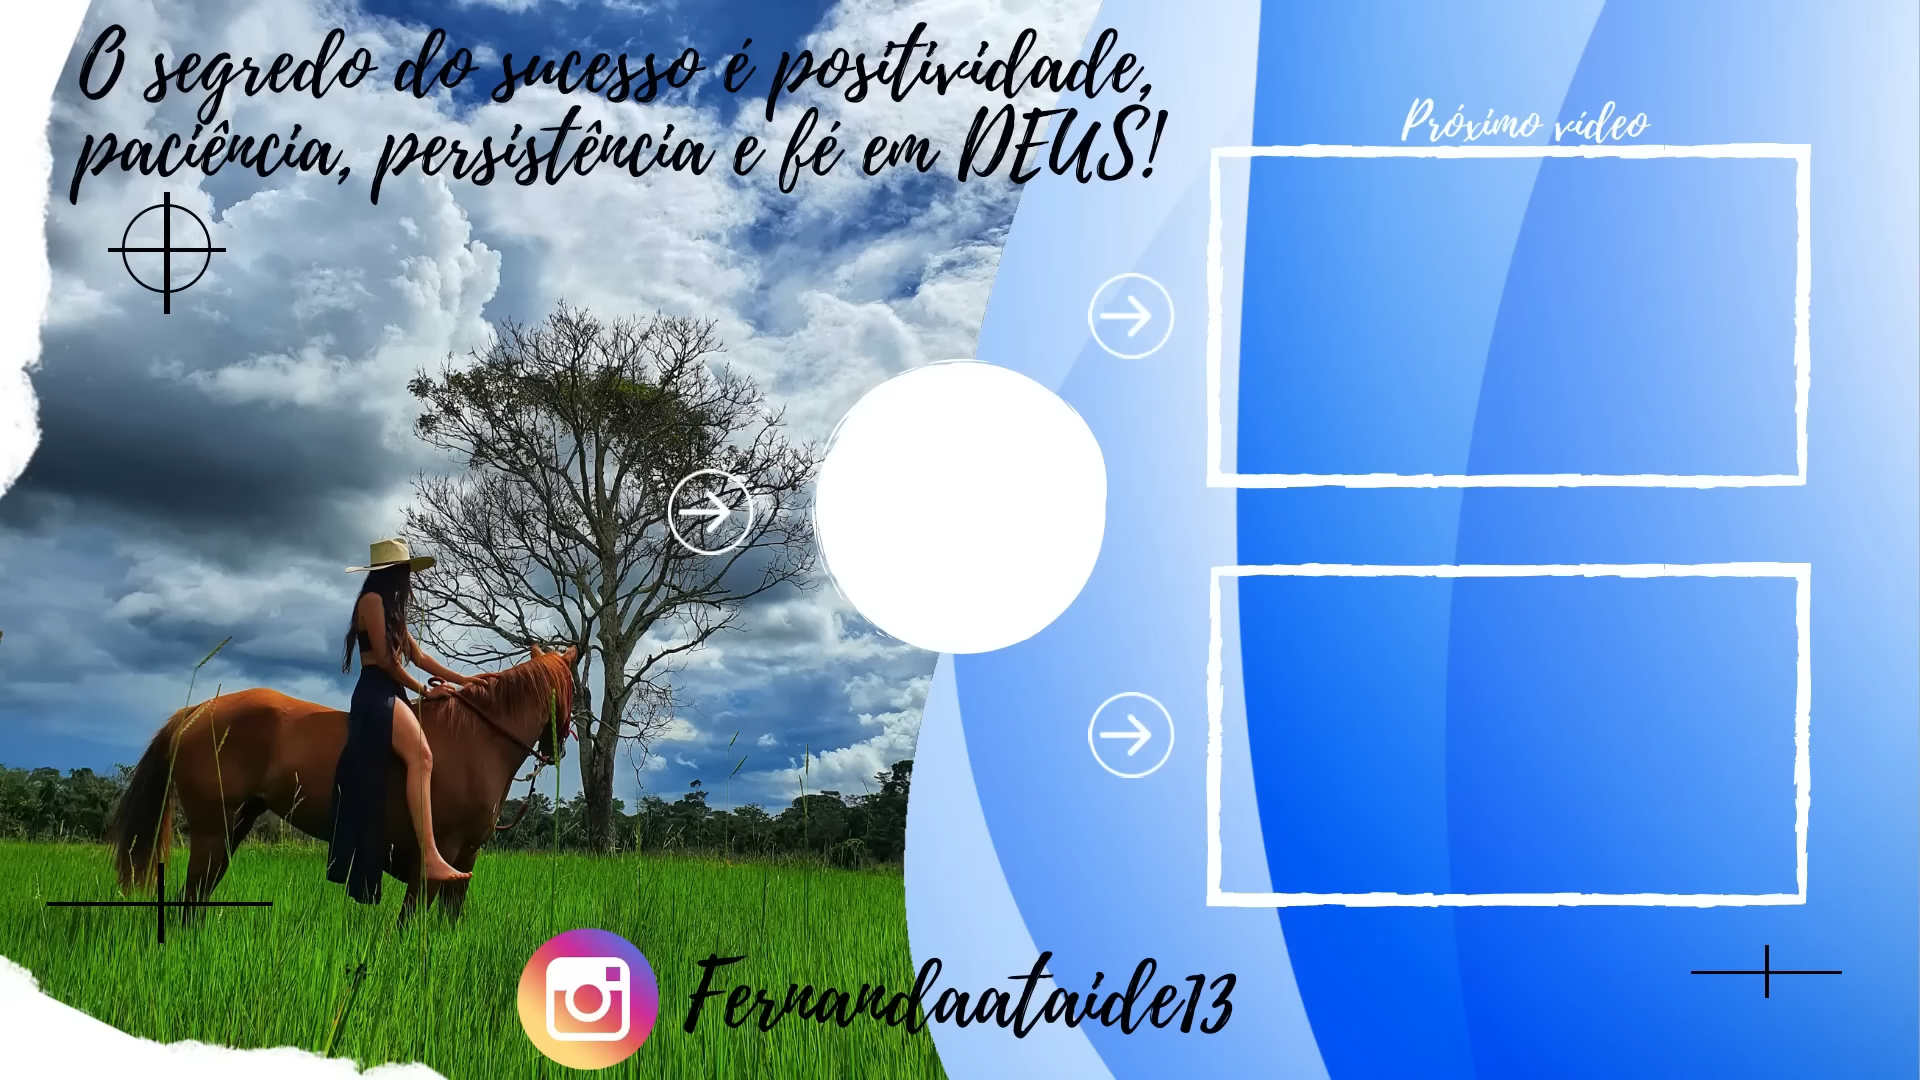 O segredo do sucesso é positividade,
paciência, persistência e fé em DEUS!
Próximo vídeo
Fernandaataide13